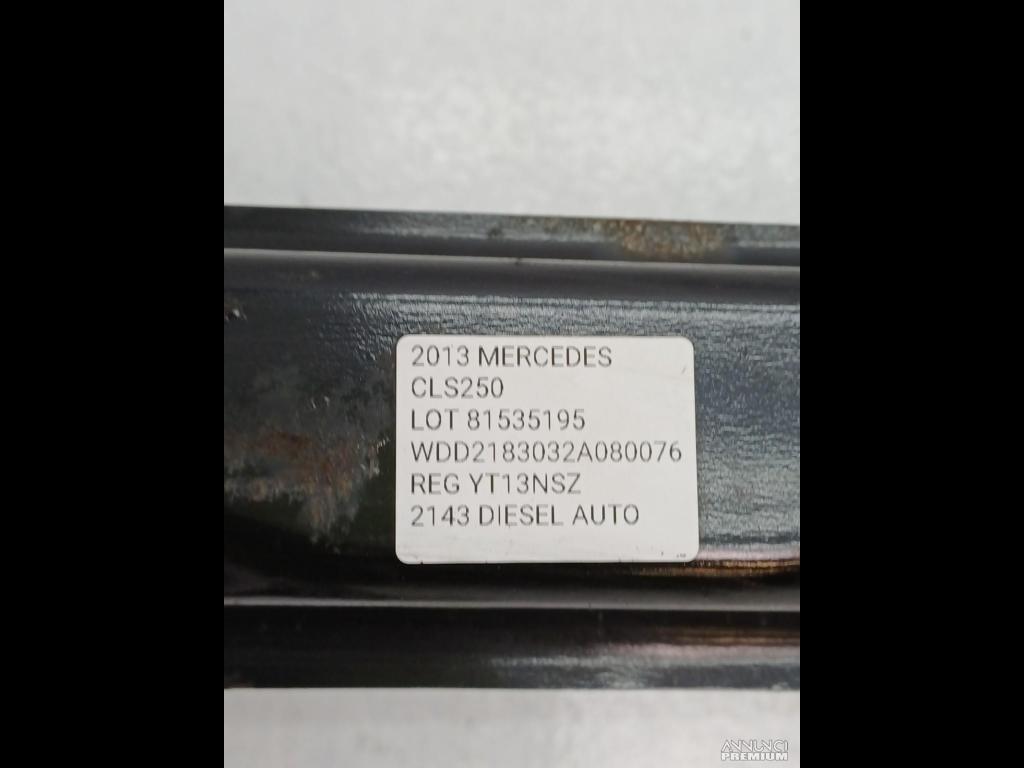 2013 MERCEDES
CLS250
LOT 81535195
WDD2183032A080076
REG YT13NSZ
2143 DIESEL AUTO
ANNUNCI
PREMIUM